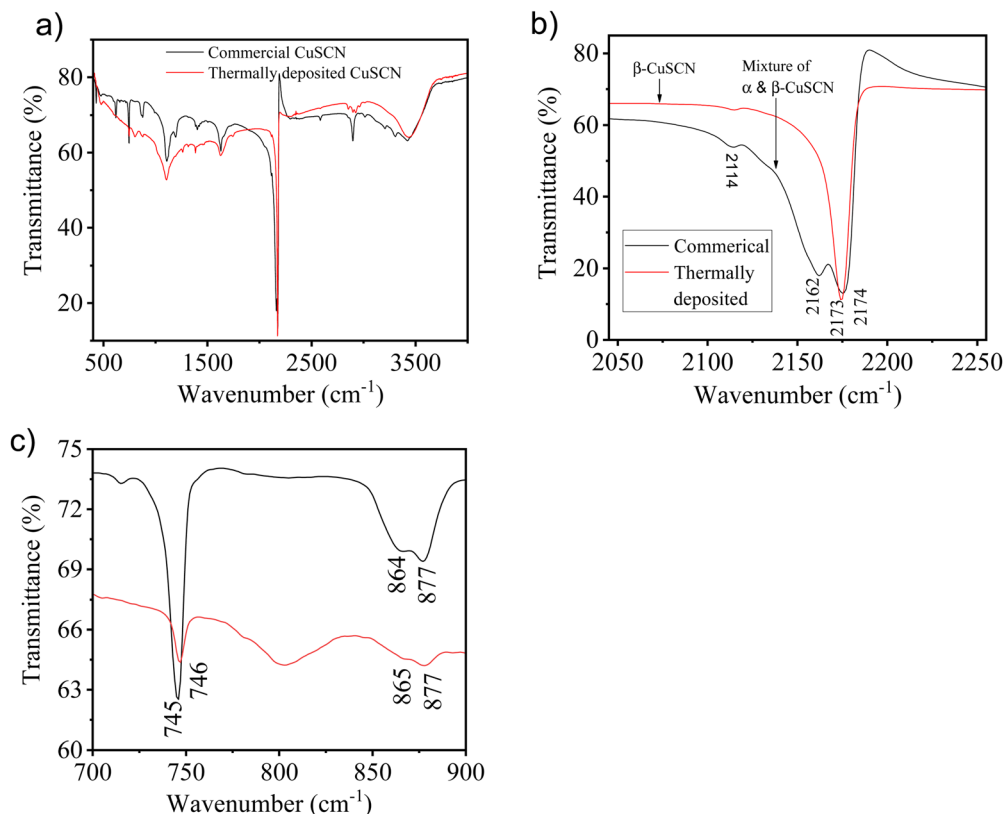 a)
Commercial CuSCN
Thermally deposited CuSCN
80
60
40
20
Transmittance (%)
500 1500 2500 3500
Wavenumber (cm⁻¹)
b)
β-CuSCN
Mixture of
α & β-CuSCN
2114
2162
2173
2174
Commerical
Thermally
deposited
80
60
40
20
0
Transmittance (%)
2050 2100 2150 2200 2250
Wavenumber (cm⁻¹)
c)
75
72
69
66
63
60
Transmittance (%)
745
746
864
877
865
877
700 750 800 850 900
Wavenumber (cm⁻¹)